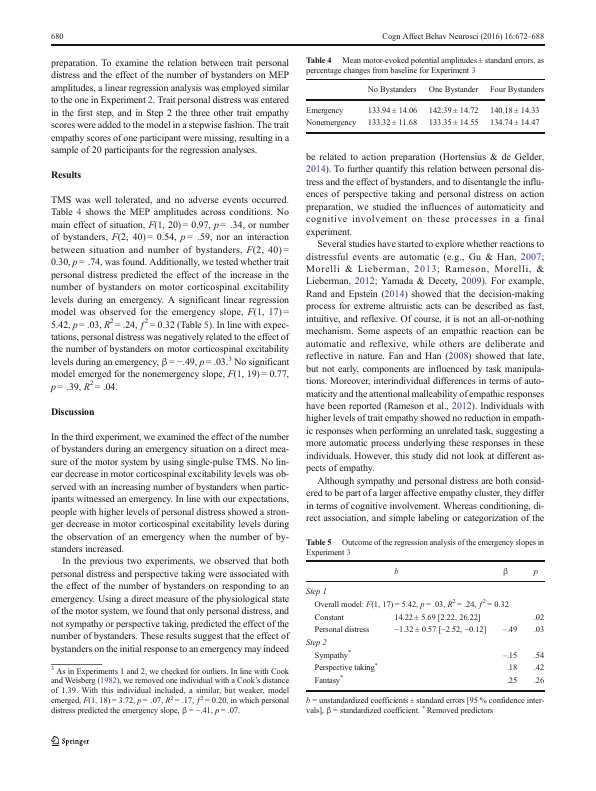 680
Cogn Affect Behav Neurosci (2016) 16:672–688
preparation. To examine the relation between trait personal
distress and the effect of the number of bystanders on MEP
amplitudes, a linear regression analysis was employed similar
to the one in Experiment 2. Trait personal distress was entered
in the first step, and in Step 2 the three other trait empathy
scores were added to the model in a stepwise fashion. The trait
empathy scores of one participant were missing, resulting in a
sample of 20 participants for the regression analyses.
Results
TMS was well tolerated, and no adverse events occurred.
Table 4 shows the MEP amplitudes across conditions. No
main effect of situation, F(1, 20) = 0.97, p = .34, or number
of bystanders, F(2, 40) = 0.54, p = .59, nor an interaction
between situation and number of bystanders, F(2, 40) =
0.30, p = .74, was found. Additionally, we tested whether trait
personal distress predicted the effect of the increase in the
number of bystanders on motor corticospinal excitability
levels during an emergency. A significant linear regression
model was observed for the emergency slope, F(1, 17) =
5.42, p = .03, R² = .24, f² = 0.32 (Table 5). In line with expec-
tations, personal distress was negatively related to the effect of
the number of bystanders on motor corticospinal excitability
levels during an emergency, β = –.49, p = .03.³ No significant
model emerged for the nonemergency slope, F(1, 19) = 0.77,
p = .39, R² = .04.
Discussion
In the third experiment, we examined the effect of the number
of bystanders during an emergency situation on a direct mea-
sure of the motor system by using single-pulse TMS. No lin-
ear decrease in motor corticospinal excitability levels was ob-
served with an increasing number of bystanders when partic-
ipants witnessed an emergency. In line with our expectations,
people with higher levels of personal distress showed a stron-
ger decrease in motor corticospinal excitability levels during
the observation of an emergency when the number of by-
standers increased.
In the previous two experiments, we observed that both
personal distress and perspective taking were associated with
the effect of the number of bystanders on responding to an
emergency. Using a direct measure of the physiological state
of the motor system, we found that only personal distress, and
not sympathy or perspective taking, predicted the effect of the
number of bystanders. These results suggest that the effect of
bystanders on the initial response to an emergency may indeed
³ As in Experiments 1 and 2, we checked for outliers. In line with Cook
and Weisberg (1982), we removed one individual with a Cook's distance
of 1.39. With this individual included, a similar, but weaker, model
emerged, F(1, 18) = 3.72, p = .07, R² = .17, f² = 0.20, in which personal
distress predicted the emergency slope, β = –.41, p = .07.
Springer
Table 4 Mean motor-evoked potential amplitudes ± standard errors, as
percentage changes from baseline for Experiment 3
No Bystanders One Bystander Four Bystanders
Emergency 133.94 ± 14.06 142.39 ± 14.72 140.18 ± 14.33
Nonemergency 133.32 ± 11.68 133.35 ± 14.55 134.74 ± 14.47
be related to action preparation (Hortensius & de Gelder,
2014). To further quantify this relation between personal dis-
tress and the effect of bystanders, and to disentangle the influ-
ences of perspective taking and personal distress on action
preparation, we studied the influences of automaticity and
cognitive involvement on these processes in a final
experiment.
Several studies have started to explore whether reactions to
distressful events are automatic (e.g., Gu & Han, 2007;
Morelli & Lieberman, 2013; Rameson, Morelli, &
Lieberman, 2012; Yamada & Decety, 2009). For example,
Rand and Epstein (2014) showed that the decision-making
process for extreme altruistic acts can be described as fast,
intuitive, and reflexive. Of course, it is not an all-or-nothing
mechanism. Some aspects of an empathic reaction can be
automatic and reflexive, while others are deliberate and
reflective in nature. Fan and Han (2008) showed that late,
but not early, components are influenced by task manipula-
tions. Moreover, interindividual differences in terms of auto-
maticity and the attentional malleability of empathic responses
have been reported (Rameson et al., 2012). Individuals with
higher levels of trait empathy showed no reduction in empath-
ic responses when performing an unrelated task, suggesting a
more automatic process underlying these responses in these
individuals. However, this study did not look at different as-
pects of empathy.
Although sympathy and personal distress are both consid-
ered to be part of a larger affective empathy cluster, they differ
in terms of cognitive involvement. Whereas conditioning, di-
rect association, and simple labeling or categorization of the
Table 5 Outcome of the regression analysis of the emergency slopes in
Experiment 3
b β p
Step 1
Overall model: F(1, 17) = 5.42, p = .03, R² = .24, f² = 0.32
Constant 14.22 ± 5.69 [2.22, 26.22] .02
Personal distress –1.32 ± 0.57 [–2.52, –0.12] –.49 .03
Step 2
Sympathy* –.15 .54
Perspective taking* .18 .42
Fantasy* .25 .26
b = unstandardized coefficients ± standard errors [95 % confidence inter-
vals], β = standardized coefficient. * Removed predictors